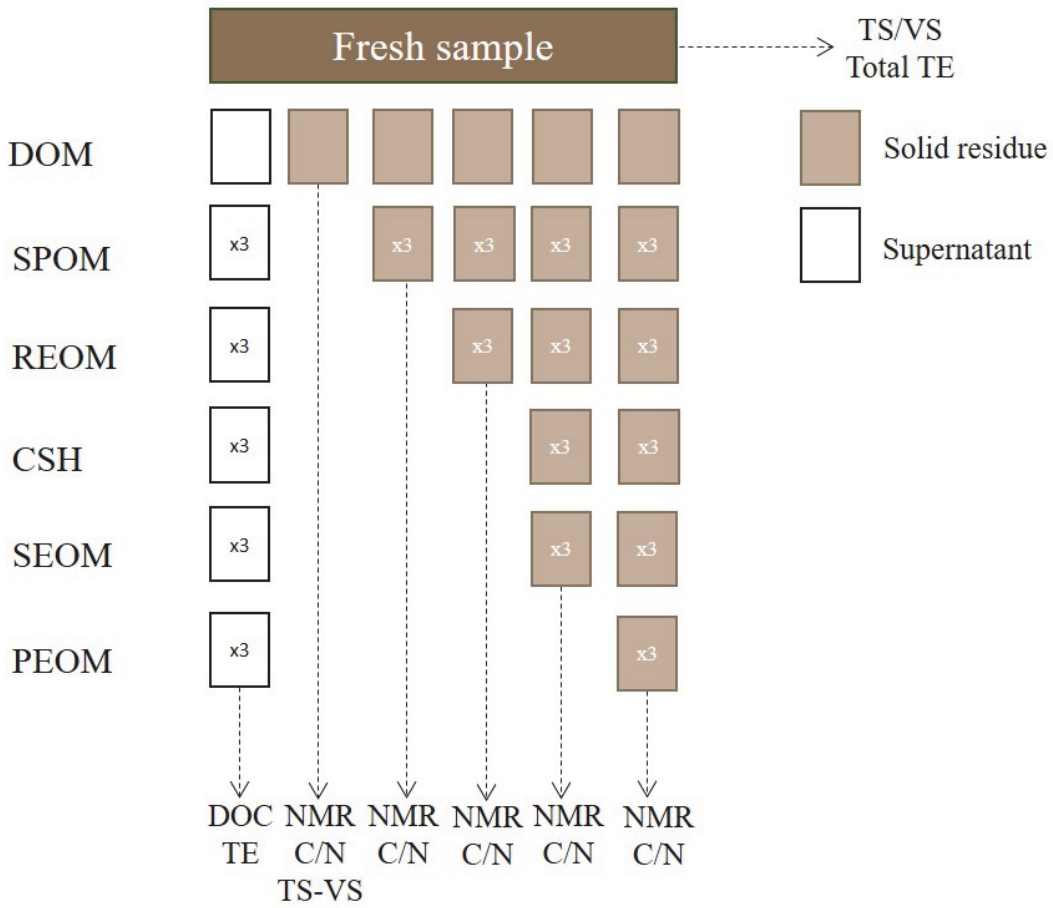 Fresh sample
TS/VS
Total TE
DOM
Solid residue
SPOM
x3
x3
x3
x3
x3
Supernatant
REOM
x3
x3
x3
x3
CSH
x3
x3
x3
SEOM
x3
x3
x3
PEOM
x3
x3
DOC
TE
NMR
C/N
TS-VS
NMR
C/N
NMR
C/N
NMR
C/N
NMR
C/N